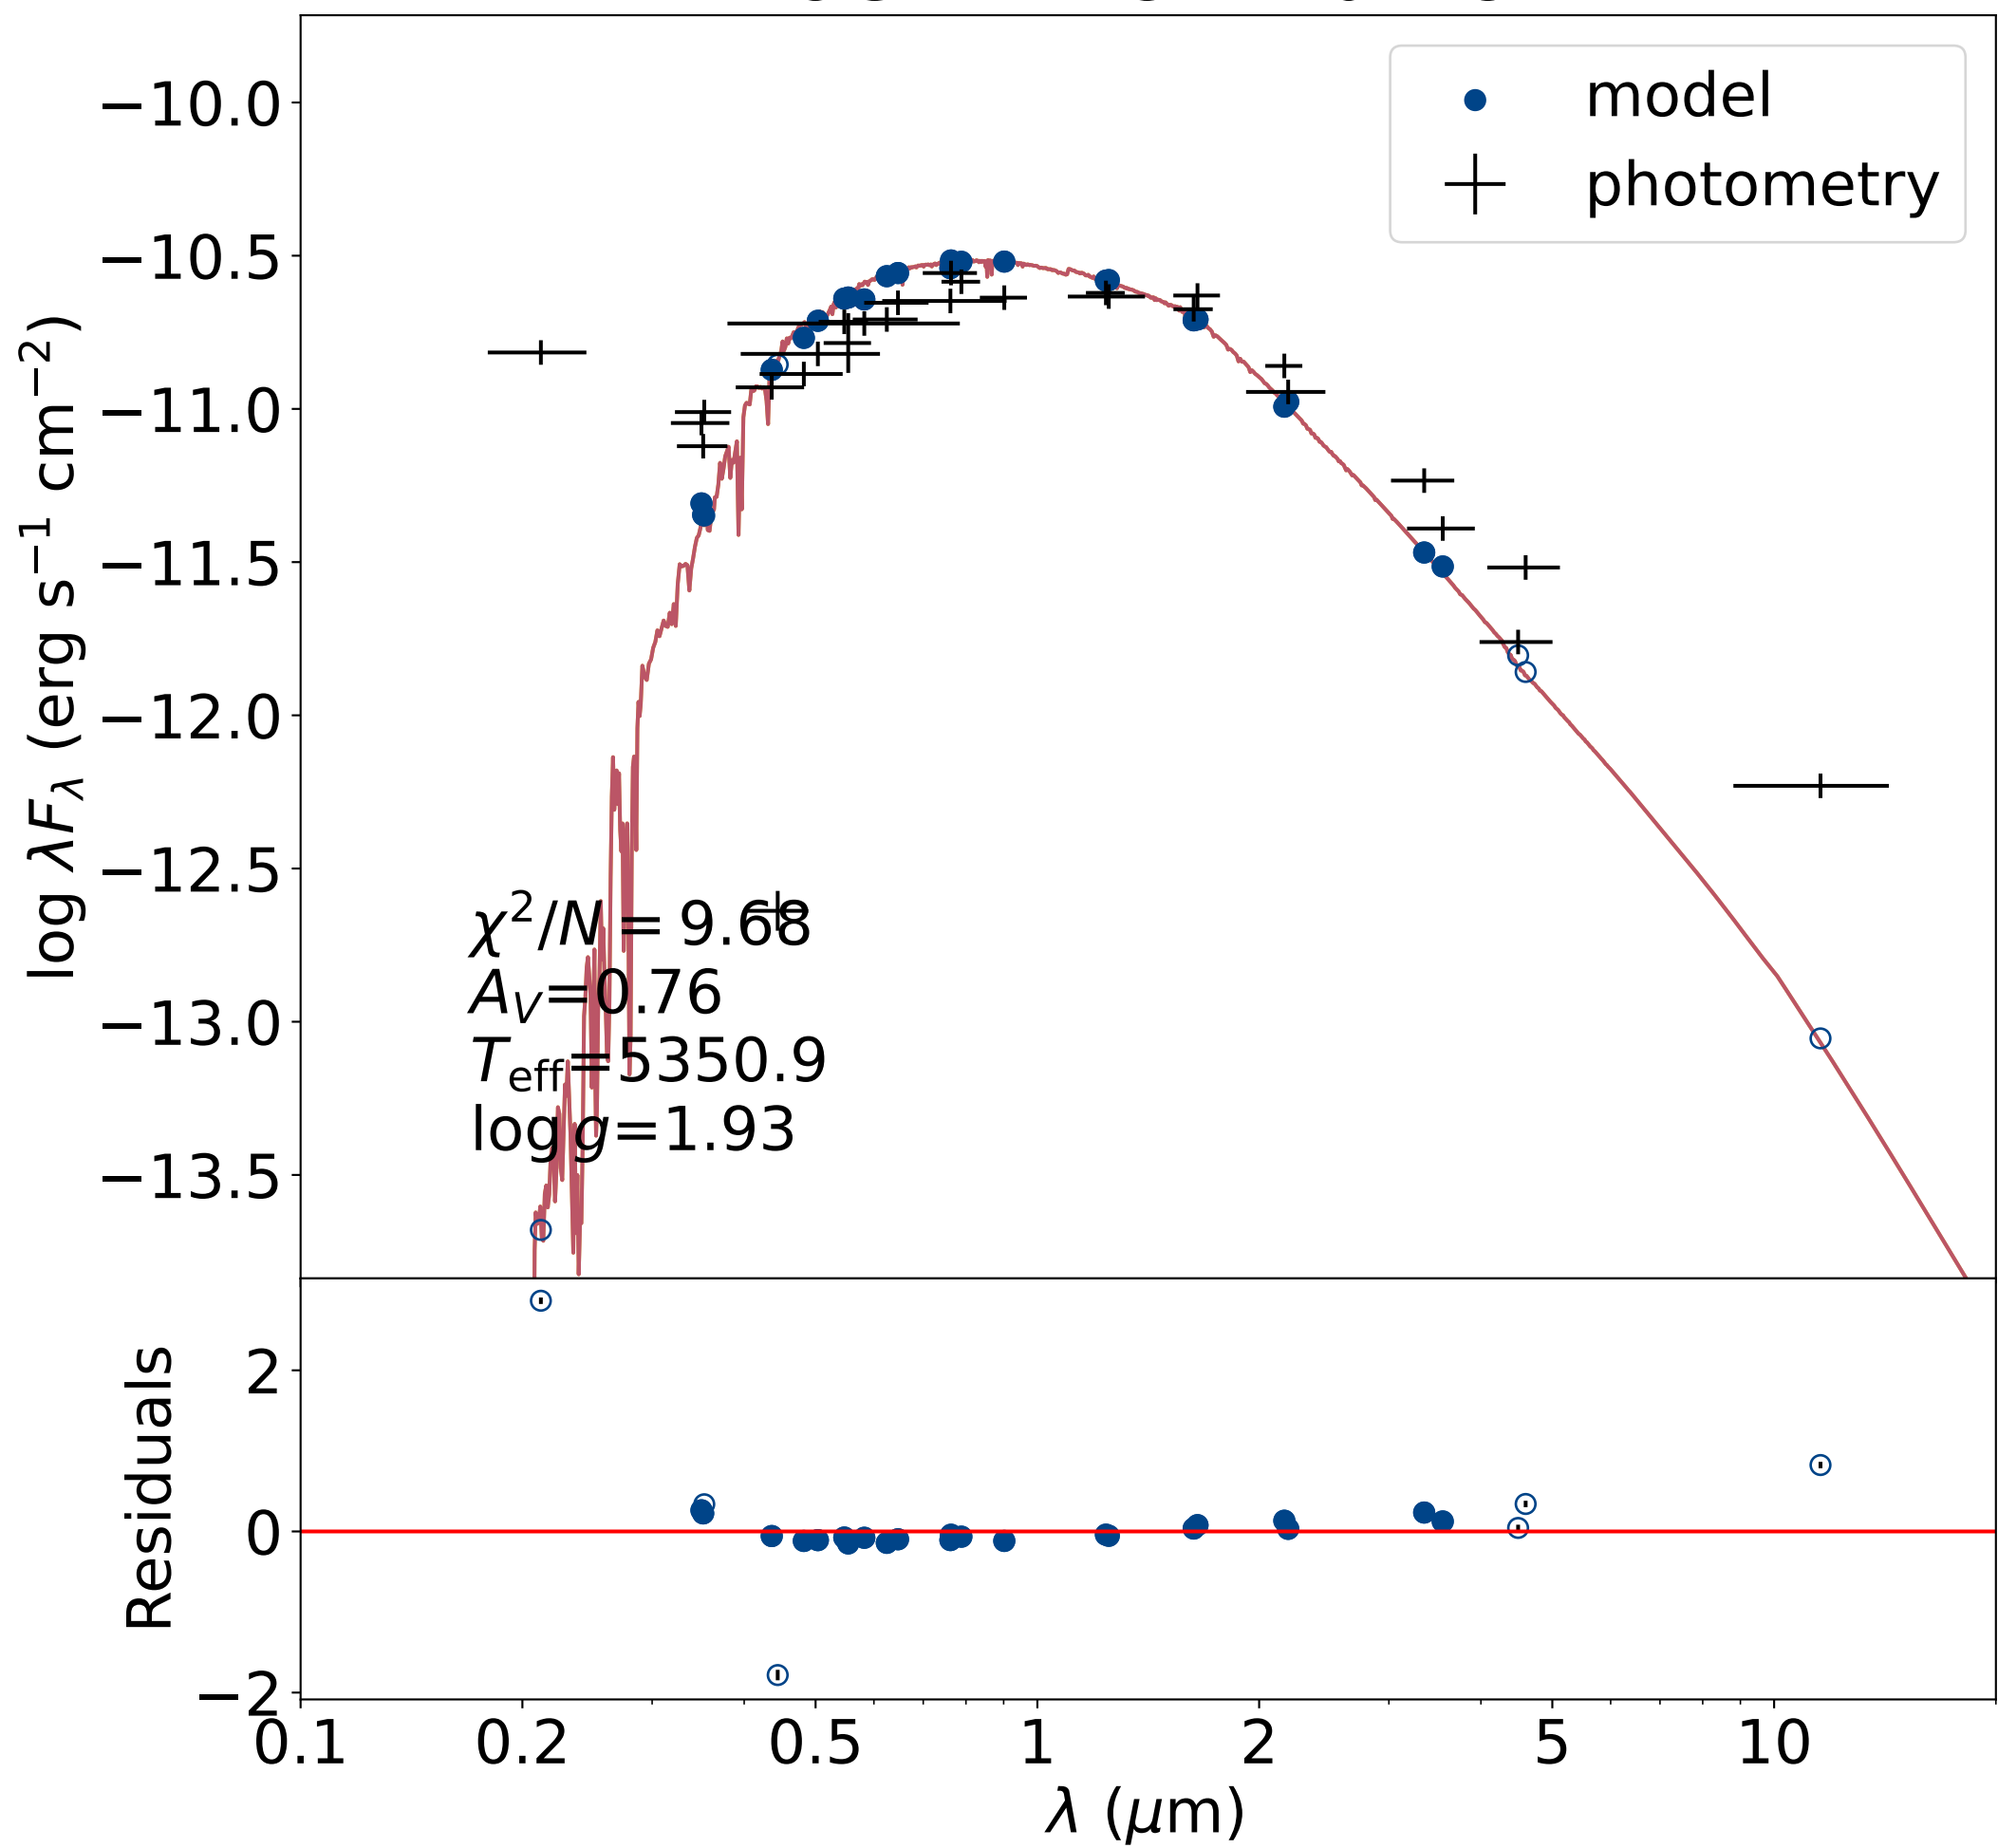 −10.0
−10.5
−11.0
−11.5
−12.0
−12.5
−13.0
−13.5
log λF_λ (erg s⁻¹ cm⁻²)
model
photometry
χ²/N = 9.68
A_V=0.76
T_eff=5350.9
log g=1.93
2
0
−2
Residuals
0.1 0.2 0.5 1 2 5 10
λ (μm)